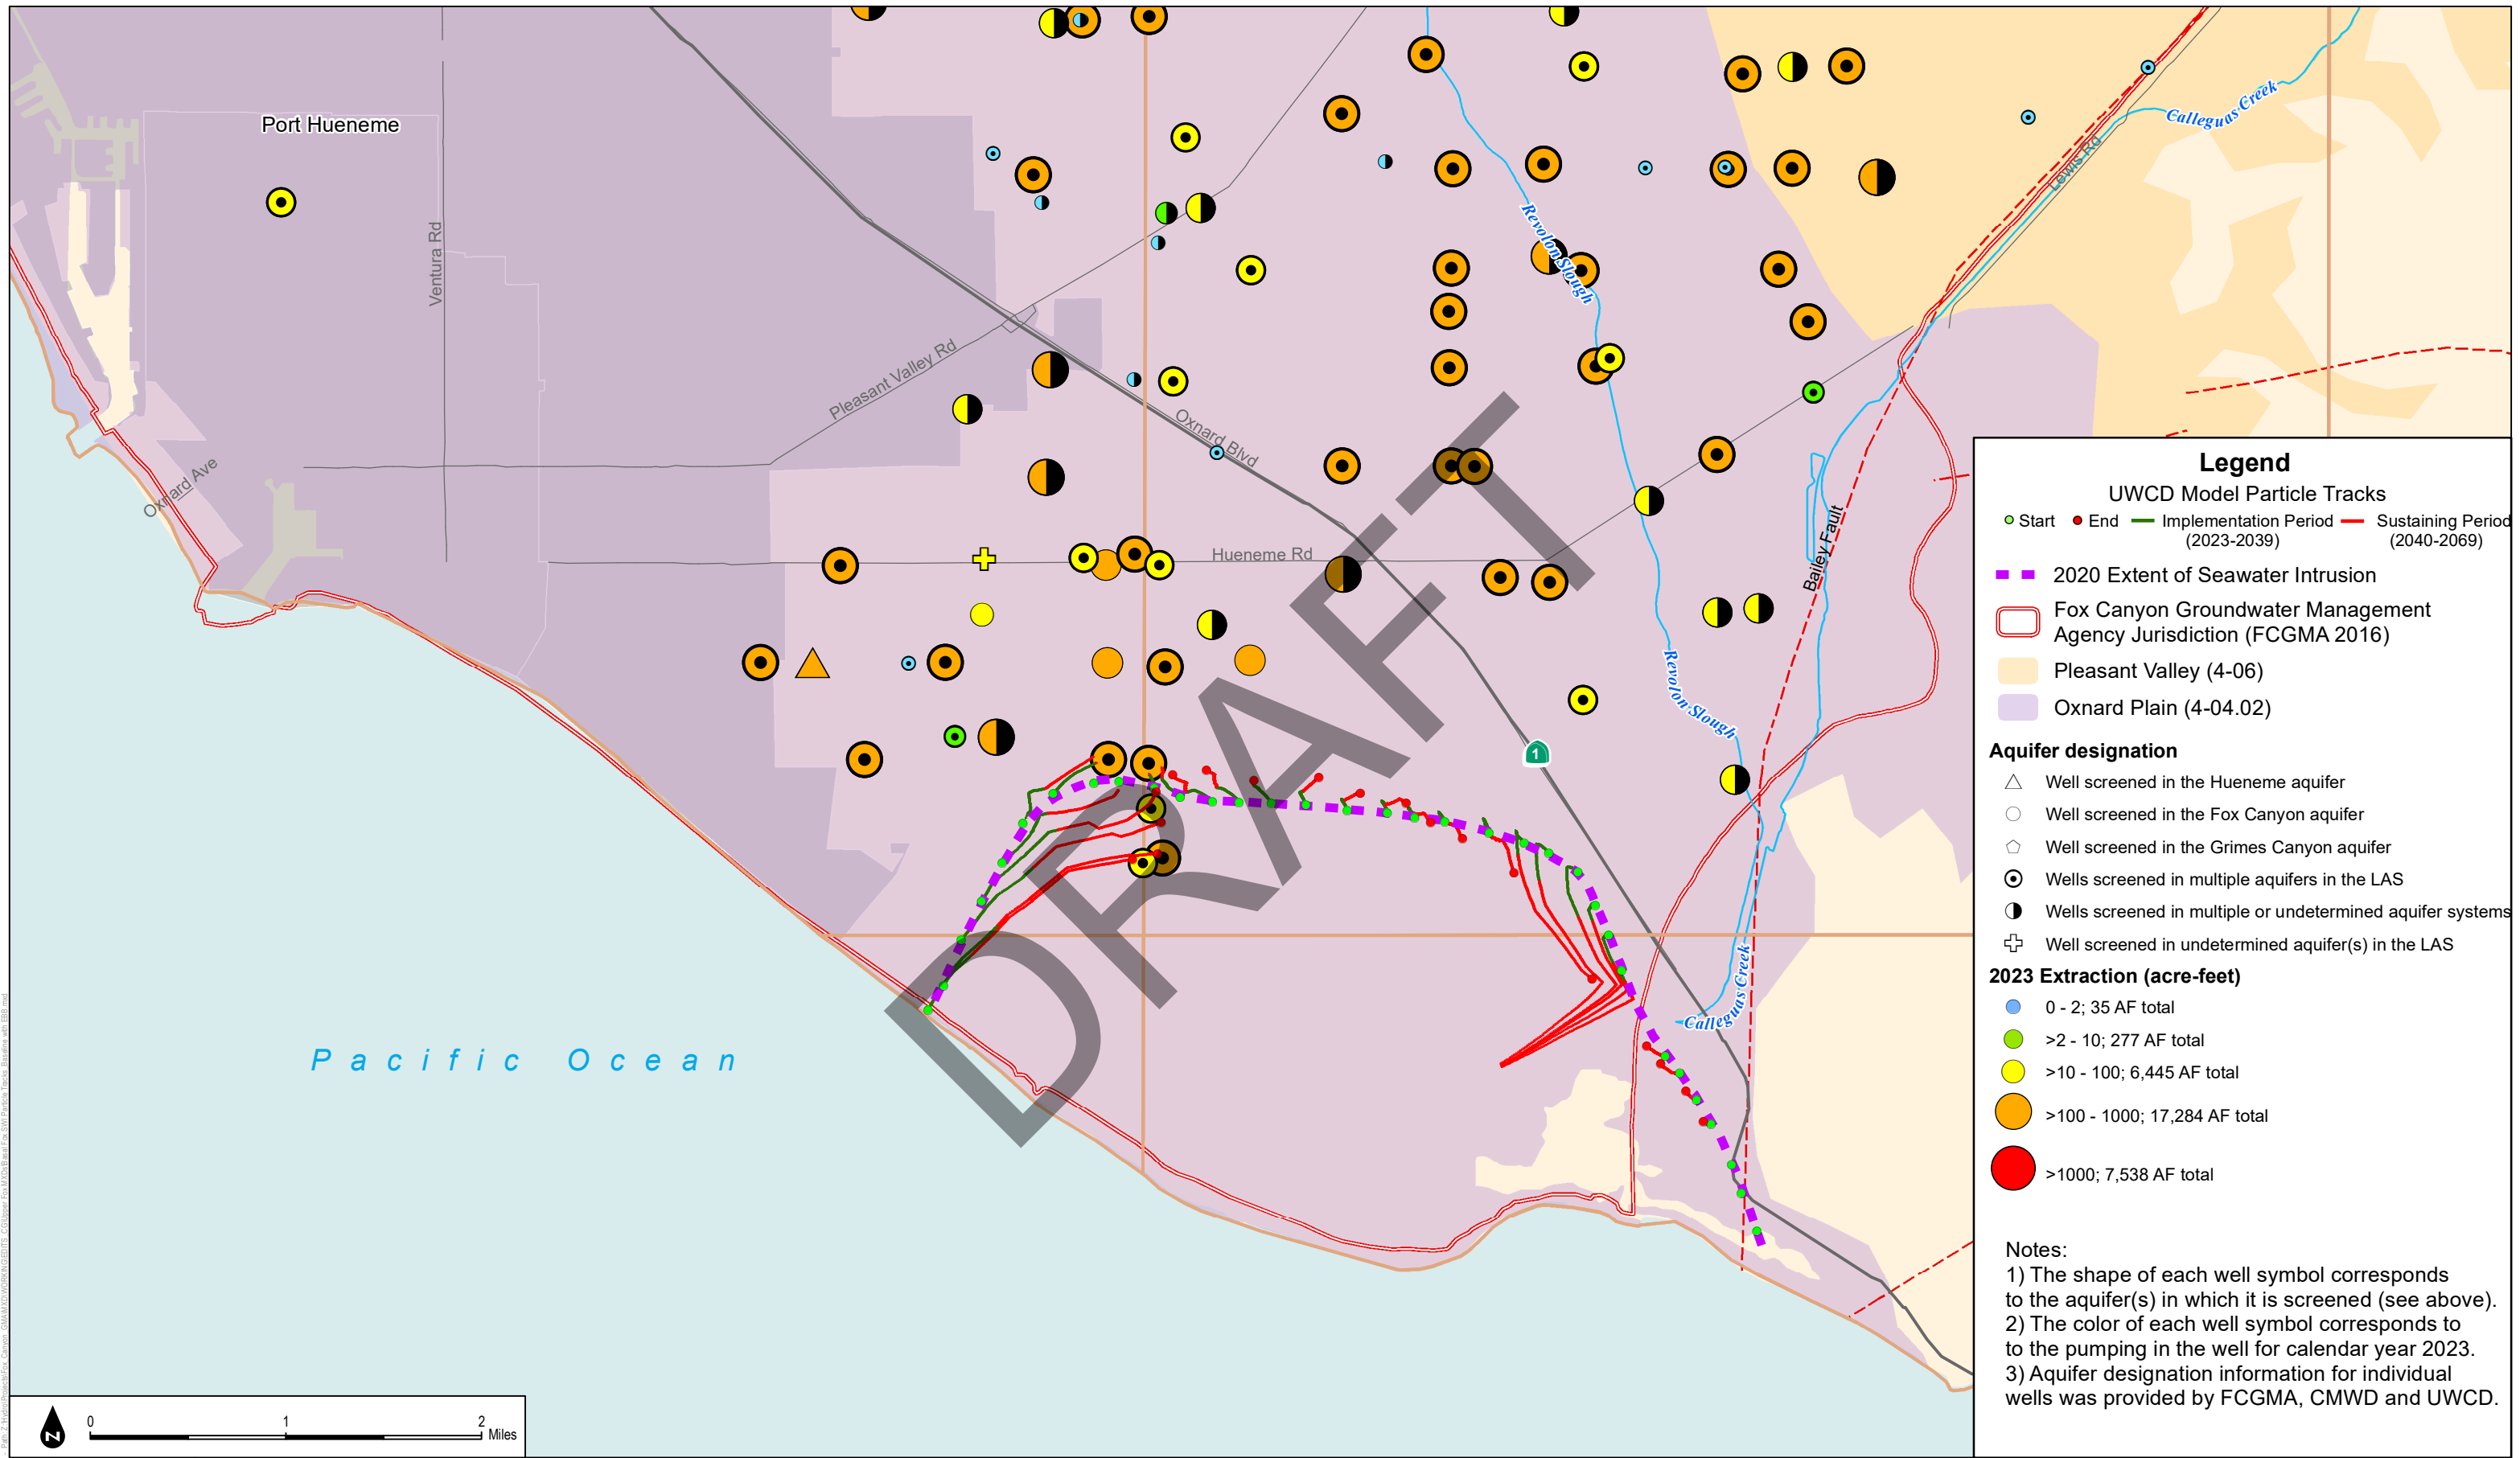 Port Hueneme
Ventura Rd
Oxnard Ave
Pleasant Valley Rd
Oxnard Blvd
Hueneme Rd
Revolon Slough
Revolon Slough
Calleguas Creek
Calleguas Creek
Lewis Rd
Bailey Fault
1
Pacific Ocean
DRAFT
N
0 1 2
Miles
Legend
UWCD Model Particle Tracks
Start End Implementation Period Sustaining Period
(2023-2039) (2040-2069)
2020 Extent of Seawater Intrusion
Fox Canyon Groundwater Management
Agency Jurisdiction (FCGMA 2016)
Pleasant Valley (4-06)
Oxnard Plain (4-04.02)
Aquifer designation
Well screened in the Hueneme aquifer
Well screened in the Fox Canyon aquifer
Well screened in the Grimes Canyon aquifer
Wells screened in multiple aquifers in the LAS
Wells screened in multiple or undetermined aquifer systems
Well screened in undetermined aquifer(s) in the LAS
2023 Extraction (acre-feet)
0 - 2; 35 AF total
>2 - 10; 277 AF total
>10 - 100; 6,445 AF total
>100 - 1000; 17,284 AF total
>1000; 7,538 AF total
Notes:
1) The shape of each well symbol corresponds
to the aquifer(s) in which it is screened (see above).
2) The color of each well symbol corresponds to
to the pumping in the well for calendar year 2023.
3) Aquifer designation information for individual
wells was provided by FCGMA, CMWD and UWCD.